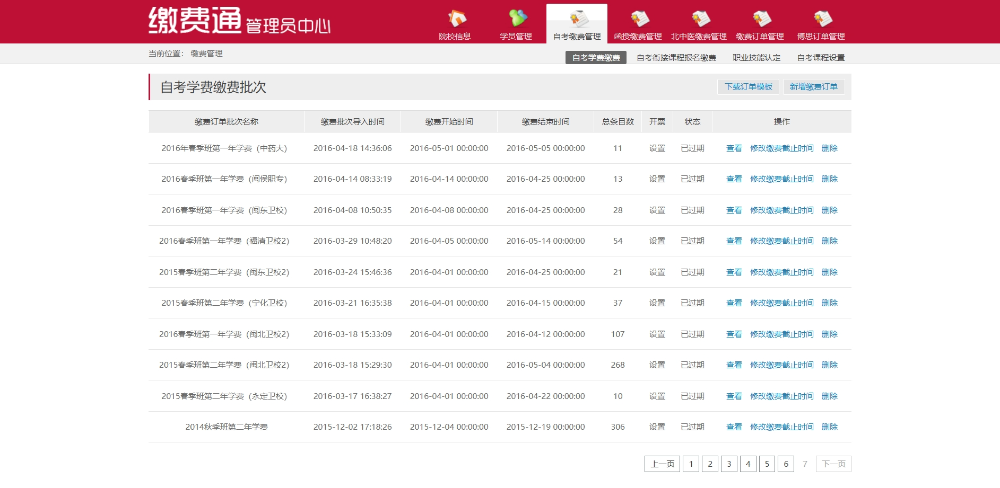 缴费通 管理员中心
院校信息 学员管理 自考缴费管理 函授缴费管理 北中医缴费管理 缴费订单管理 博思订单管理
当前位置： 缴费管理
自考学费缴费 自考衔接课程报名缴费 职业技能认定 自考课程设置
自考学费缴费批次 下载订单模板 新增缴费订单
缴费订单批次名称 缴费批次导入时间 缴费开始时间 缴费结束时间 总条目数 开票 状态 操作
2016年春季班第一年学费（中药大） 2016-04-18 14:36:06 2016-05-01 00:00:00 2016-05-05 00:00:00 11 设置 已过期 查看 修改缴费截止时间 删除
2016春季班第一年学费（闽侯职专） 2016-04-14 08:33:19 2016-04-14 00:00:00 2016-04-25 00:00:00 13 设置 已过期 查看 修改缴费截止时间 删除
2016春季班第一年学费（闽东卫校） 2016-04-08 10:50:35 2016-04-08 00:00:00 2016-04-25 00:00:00 28 设置 已过期 查看 修改缴费截止时间 删除
2016春季班第一年学费（福清卫校2） 2016-03-29 10:48:20 2016-04-05 00:00:00 2016-05-14 00:00:00 54 设置 已过期 查看 修改缴费截止时间 删除
2015春季班第二年学费（闽东卫校2） 2016-03-24 15:46:36 2016-04-01 00:00:00 2016-04-25 00:00:00 21 设置 已过期 查看 修改缴费截止时间 删除
2015春季班第二年学费（宁化卫校） 2016-03-21 16:35:38 2016-04-01 00:00:00 2016-04-15 00:00:00 37 设置 已过期 查看 修改缴费截止时间 删除
2016春季班第一年学费（闽北卫校2） 2016-03-18 15:33:09 2016-04-01 00:00:00 2016-04-12 00:00:00 107 设置 已过期 查看 修改缴费截止时间 删除
2015春季班第二年学费（闽北卫校2） 2016-03-18 15:29:30 2016-04-01 00:00:00 2016-05-04 00:00:00 268 设置 已过期 查看 修改缴费截止时间 删除
2015春季班第二年学费（永定卫校） 2016-03-17 16:38:27 2016-04-01 00:00:00 2016-04-22 00:00:00 10 设置 已过期 查看 修改缴费截止时间 删除
2014秋季班第二年学费 2015-12-02 17:18:26 2015-12-04 00:00:00 2015-12-19 00:00:00 306 设置 已过期 查看 修改缴费截止时间 删除
上一页 1 2 3 4 5 6 7 下一页